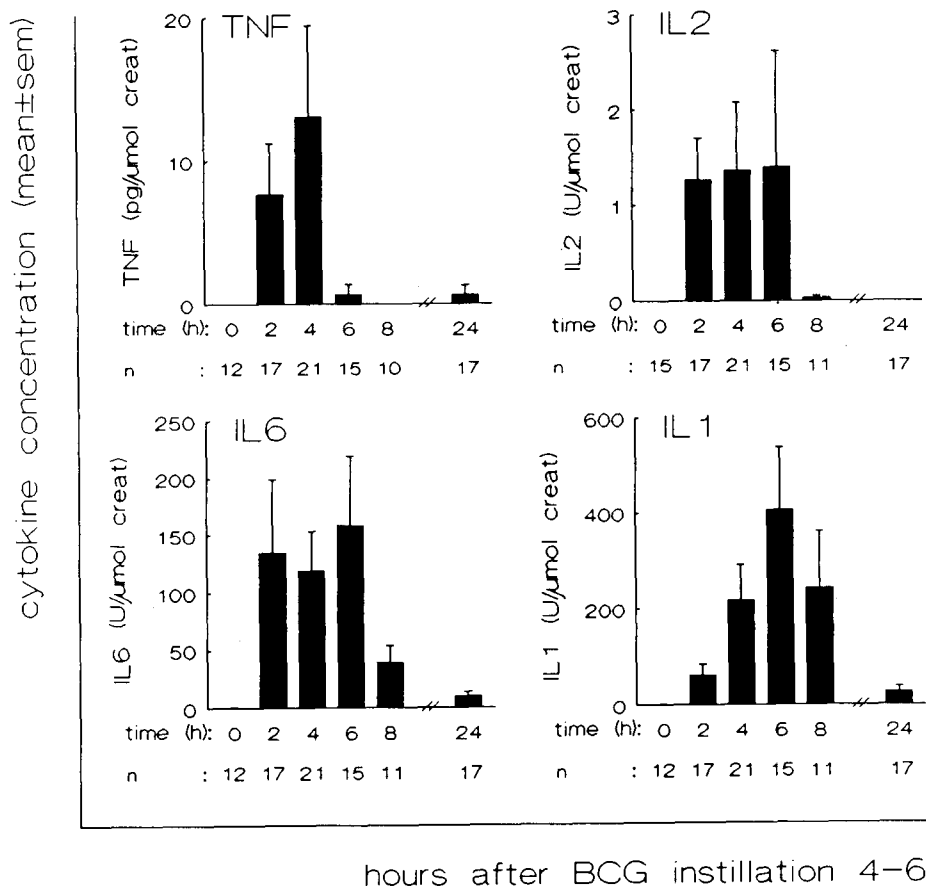 cytokine concentration (mean±sem)
TNF
TNF (pg/µmol creat)
20
10
0
time (h): 0 2 4 6 8 24
n : 12 17 21 15 10 17
IL2
IL2 (U/µmol creat)
3
2
1
0
time (h): 0 2 4 6 8 24
n : 15 17 21 15 11 17
IL6
IL6 (U/µmol creat)
250
200
150
100
50
0
time (h): 0 2 4 6 8 24
n : 12 17 21 15 11 17
IL1
IL1 (U/µmol creat)
600
400
200
0
time (h): 0 2 4 6 8 24
n : 12 17 21 15 11 17
hours after BCG instillation 4-6